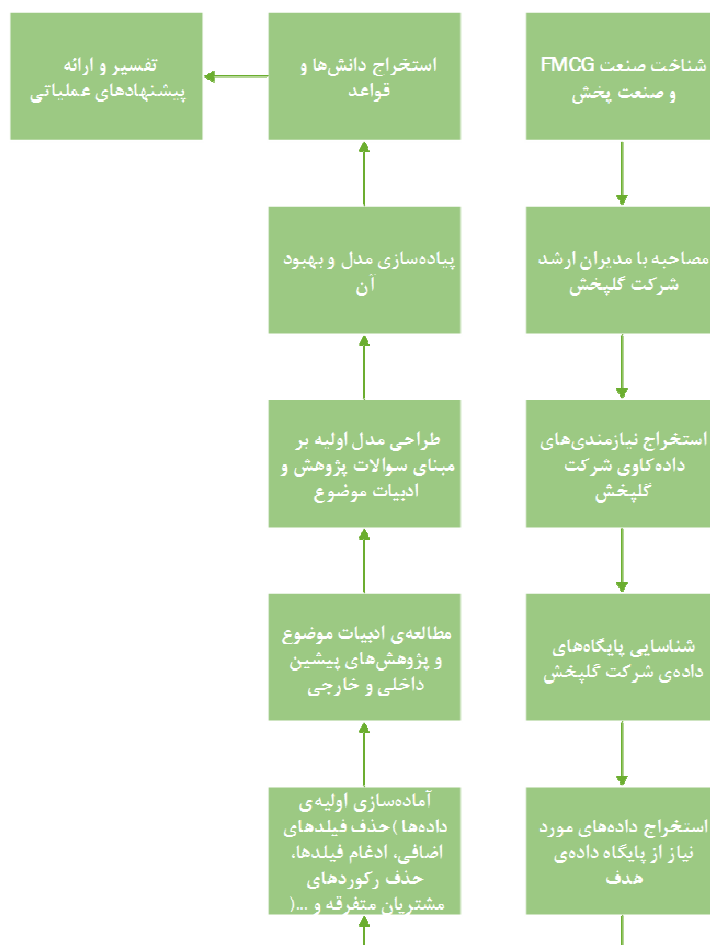 شناخت صنعت FMCG
و صنعت پخش
مصاحبه با مدیران ارشد
شرکت گلپخش
استخراج نیازمندی‌های
داده‌کاوی شرکت
گلپخش
شناسایی پایگاه‌های
داده‌ی شرکت گلپخش
استخراج داده‌های مورد
نیاز از پایگاه داده‌ی
هدف
آماده‌سازی اولیه‌ی
داده‌ها )حذف فیلدهای
اضافی، ادغام فیلدها،
حذف رکوردهای
مشتریان متفرقه و ...(
مطالعه‌ی ادبیات موضوع
و پژوهش‌های پیشین
داخلی و خارجی
طراحی مدل اولیه بر
مبنای سوالات پژوهش و
ادبیات موضوع
پیاده‌سازی مدل و بهبود
آن
استخراج دانش‌ها و
قواعد
تفسیر و ارائه
پیشنهادهای عملیاتی